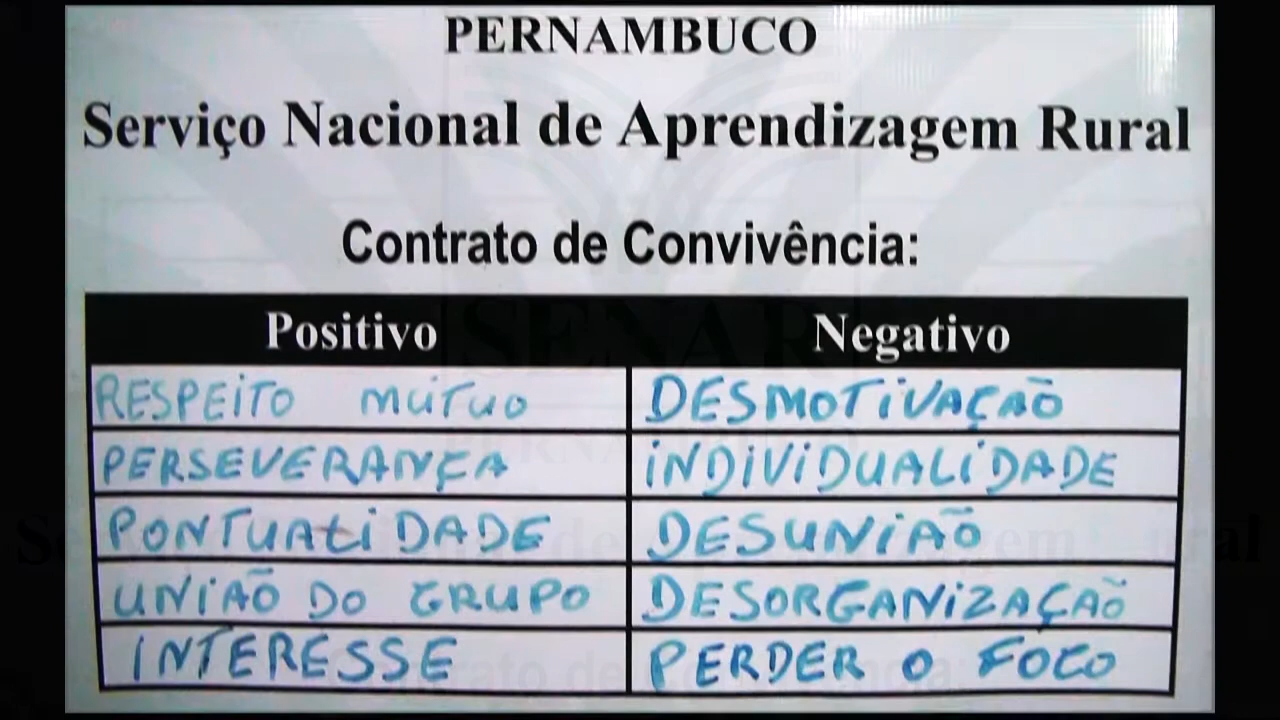 PERNAMBUCO
Serviço Nacional de Aprendizagem Rural
Contrato de Convivência:
Positivo Negativo
RESPEITO MÚTUO DESMOTIVAÇÃO
PERSEVERANÇA INDIVIDUALIDADE
PONTUALIDADE DESUNIÃO
UNIÃO DO GRUPO DESORGANIZAÇÃO
INTERESSE PERDER O FOCO